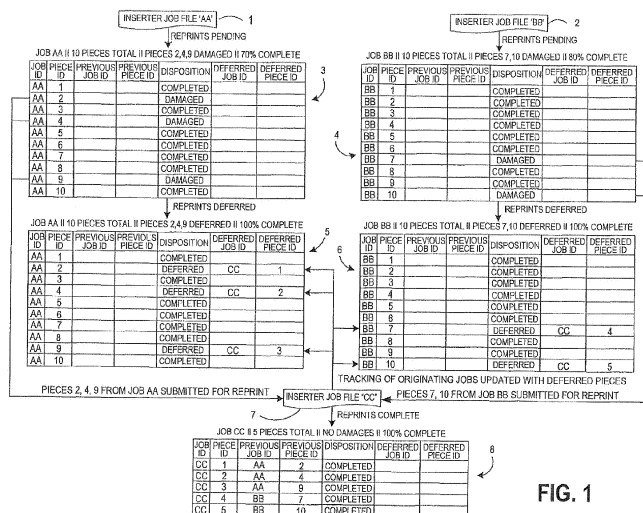 INSERTER JOB FILE 'AA' 1
REPRINTS PENDING
JOB AA II 10 PIECES TOTAL II PIECES 2,4,9 DAMAGED II 70% COMPLETE
JOB ID PIECE ID PREVIOUS JOB ID PREVIOUS PIECE ID DISPOSITION DEFERRED JOB ID DEFERRED PIECE ID
AA 1 COMPLETED
AA 2 DAMAGED
AA 3 COMPLETED
AA 4 DAMAGED
AA 5 COMPLETED
AA 6 COMPLETED
AA 7 COMPLETED
AA 8 COMPLETED
AA 9 DAMAGED
AA 10 COMPLETED
3
REPRINTS DEFERRED
INSERTER JOB FILE 'BB' 2
REPRINTS PENDING
JOB BB II 10 PIECES TOTAL II PIECES 7,10 DAMAGED II 80% COMPLETE
JOB ID PIECE ID PREVIOUS JOB ID PREVIOUS PIECE ID DISPOSITION DEFERRED JOB ID DEFERRED PIECE ID
BB 1 COMPLETED
BB 2 COMPLETED
BB 3 COMPLETED
BB 4 COMPLETED
BB 5 COMPLETED
BB 6 COMPLETED
BB 7 DAMAGED
BB 8 COMPLETED
BB 9 COMPLETED
BB 10 DAMAGED
4
REPRINTS DEFERRED
JOB AA II 10 PIECES TOTAL II PIECES 2,4,9 DEFERRED II 100% COMPLETE
JOB ID PIECE ID PREVIOUS JOB ID PREVIOUS PIECE ID DISPOSITION DEFERRED JOB ID DEFERRED PIECE ID
AA 1 COMPLETED
AA 2 DEFERRED CC 1
AA 3 COMPLETED
AA 4 DEFERRED CC 2
AA 5 COMPLETED
AA 6 COMPLETED
AA 7 COMPLETED
AA 8 COMPLETED
AA 9 DEFERRED CC 3
AA 10 COMPLETED
5
JOB BB II 10 PIECES TOTAL II PIECES 7,10 DEFERRED II 100% COMPLETE
JOB ID PIECE ID PREVIOUS JOB ID PREVIOUS PIECE ID DISPOSITION DEFERRED JOB ID DEFERRED PIECE ID
BB 1 COMPLETED
BB 2 COMPLETED
BB 3 COMPLETED
BB 4 COMPLETED
BB 5 COMPLETED
BB 6 COMPLETED
BB 7 DEFERRED CC 4
BB 8 COMPLETED
BB 9 COMPLETED
BB 10 DEFERRED CC 5
6
TRACKING OF ORIGINATING JOBS UPDATED WITH DEFERRED PIECES
PIECES 2, 4, 9 FROM JOB AA SUBMITTED FOR REPRINT
INSERTER JOB FILE "CC"
PIECES 7, 10 FROM JOB BB SUBMITTED FOR REPRINT
7
REPRINTS COMPLETE
JOB CC II 5 PIECES TOTAL II NO DAMAGES II 100% COMPLETE
JOB ID PIECE ID PREVIOUS JOB ID PREVIOUS PIECE ID DISPOSITION DEFERRED JOB ID DEFERRED PIECE ID
CC 1 AA 2 COMPLETED
CC 2 AA 4 COMPLETED
CC 3 AA 9 COMPLETED
CC 4 BB 7 COMPLETED
CC 5 BB 10 COMPLETED
8
FIG. 1